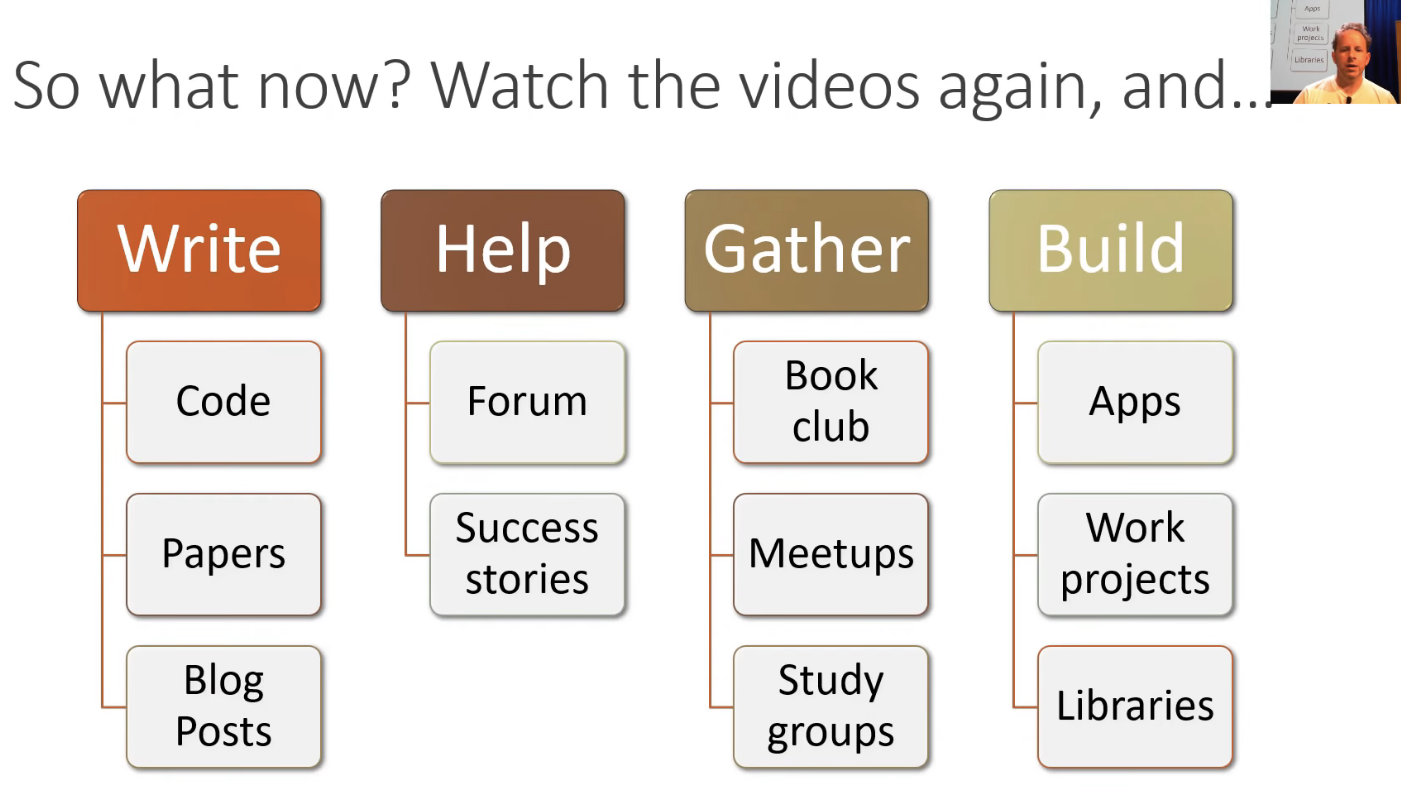 So what now? Watch the videos again, and...
Apps
Work
projects
Libraries
Write
Code
Papers
Blog
Posts
Help
Forum
Success
stories
Gather
Book
club
Meetups
Study
groups
Build
Apps
Work
projects
Libraries